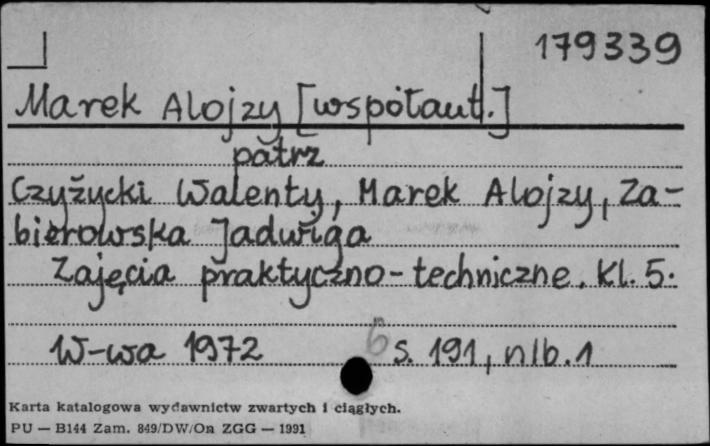 179339
Marek Alojzy [współaut.]
patrz
Czyżycki Walenty, Marek Alojzy, Za-
bierowska Jadwiga
Zajęcia praktyczno-techniczne. Kl. 5.
W-wa 1972 6 s. 191, nlb. 1
Karta katalogowa wydawnictw zwartych i ciągłych.
PU — B144 Zam. 849/DW/On ZGG — 1991